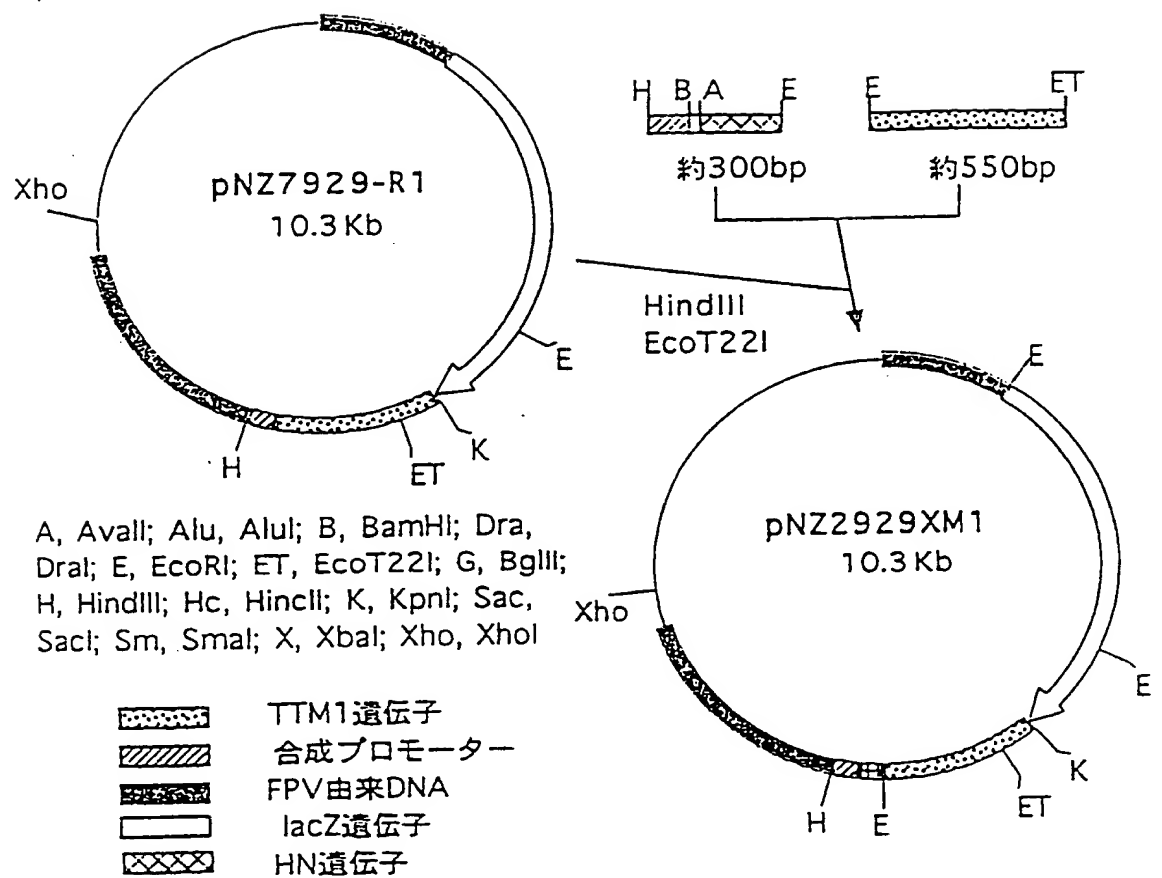 H B A E
E ET
約300bp
約550bp
Xho
pNZ7929-R1
10.3 Kb
HindIII
EcoT22I
E
K
ET
H
A, AvaII; Alu, AluI; B, BamHI; Dra,
DraI; E, EcoRI; ET, EcoT22I; G, BglII;
H, HindIII; Hc, HincII; K, KpnI; Sac,
SacI; Sm, SmaI; X, XbaI; Xho, XhoI
E
pNZ2929XM1
10.3 Kb
Xho
E
K
ET
H
E
TTM1遺伝子
合成プロモーター
FPV由来DNA
lacZ遺伝子
HN遺伝子